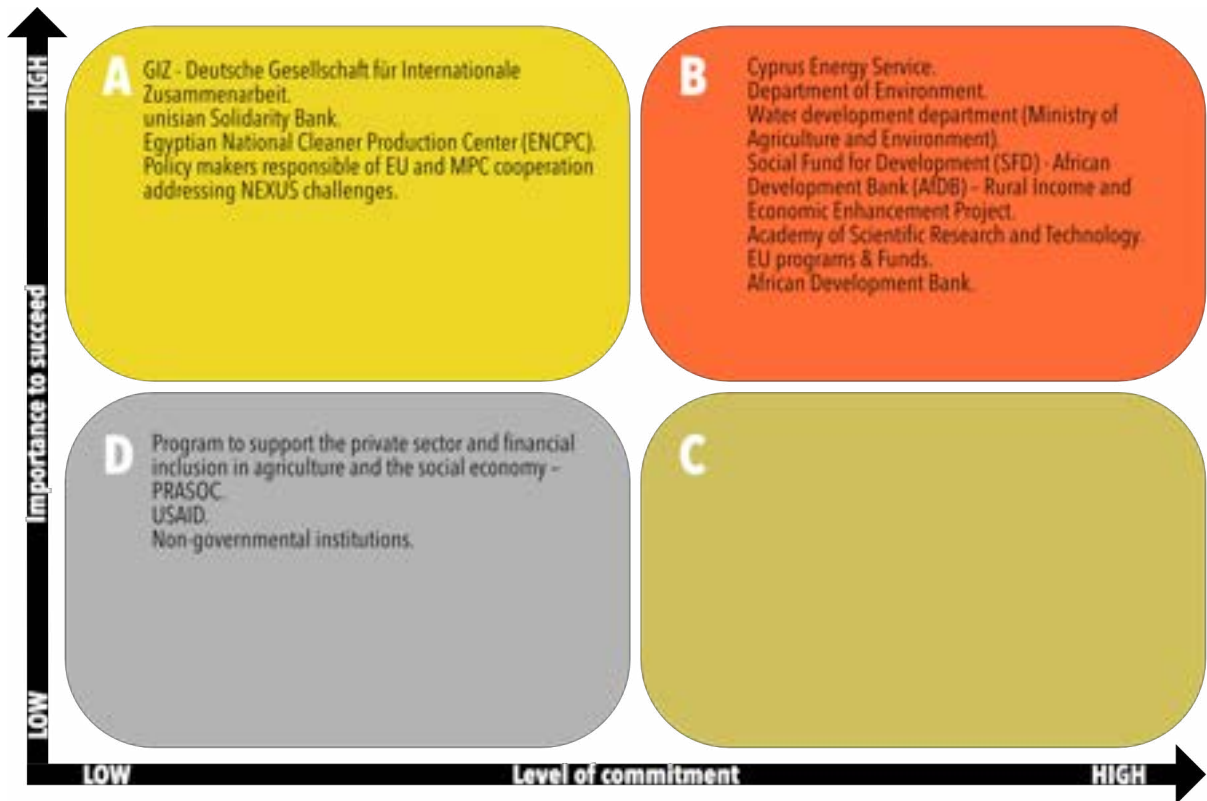 HIGH
Importance to succeed
LOW
A
GIZ - Deutsche Gesellschaft für Internationale
Zusammenarbeit.
unisian Solidarity Bank.
Egyptian National Cleaner Production Center (ENCPC).
Policy makers responsible of EU and MPC cooperation
addressing NEXUS challenges.
B
Cyprus Energy Service.
Department of Environment.
Water development department (Ministry of
Agriculture and Environment).
Social Fund for Development (SFD) - African
Development Bank (AfDB) – Rural Income and
Economic Enhancement Project.
Academy of Scientific Research and Technology.
EU programs & Funds.
African Development Bank.
D
Program to support the private sector and financial
inclusion in agriculture and the social economy –
PRASOC.
USAID.
Non-governmental institutions.
C
LOW
Level of commitment
HIGH